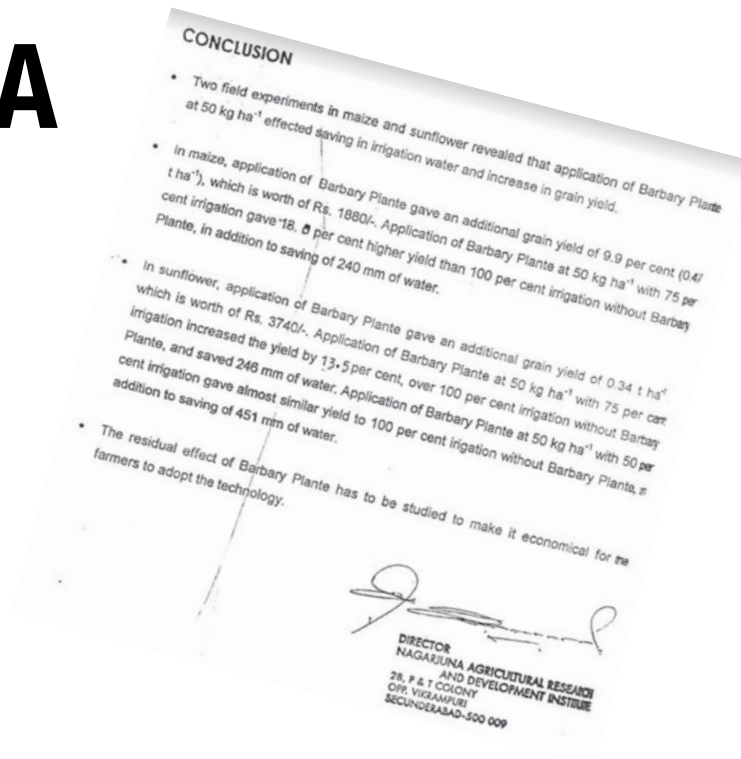 A
CONCLUSION
• Two field experiments in maize and sunflower revealed that application of Barbary Plante
at 50 kg ha⁻¹ effected saving in irrigation water and increase in grain yield.
• In maize, application of Barbary Plante gave an additional grain yield of 9.9 per cent (0.47
t ha⁻¹), which is worth of Rs. 1880/-. Application of Barbary Plante at 50 kg ha⁻¹ with 75 per
cent irrigation gave 18. 8 per cent higher yield than 100 per cent irrigation without Barbary
Plante, in addition to saving of 240 mm of water.
• In sunflower, application of Barbary Plante gave an additional grain yield of 0.34 t ha⁻¹
which is worth of Rs. 3740/-. Application of Barbary Plante at 50 kg ha⁻¹ with 75 per cent
irrigation increased the yield by 13.5 per cent, over 100 per cent irrigation without Barbary
Plante, and saved 246 mm of water. Application of Barbary Plante at 50 kg ha⁻¹ with 50 per
cent irrigation gave almost similar yield to 100 per cent irigation without Barbary Plante, in
addition to saving of 451 mm of water.
• The residual effect of Barbary Plante has to be studied to make it economical for the
farmers to adopt the technology.
DIRECTOR
NAGARJUNA AGRICULTURAL RESEARCH
AND DEVELOPMENT INSTITUTE
28, P & T COLONY
OPP. VIKRAMPURI
SECUNDERABAD-500 009